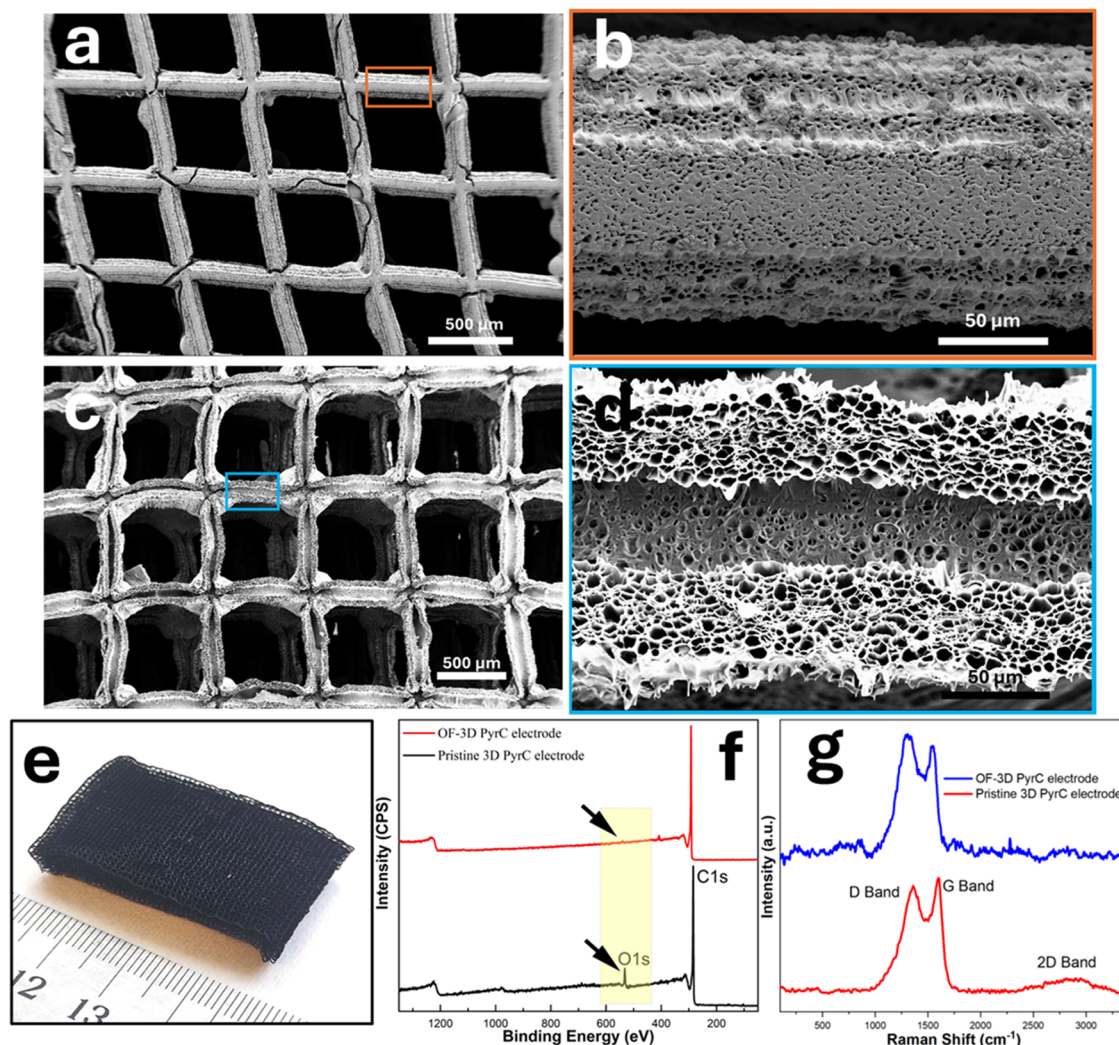 a
500 µm
b
50 µm
c
500 µm
d
50 µm
e
12
13
f
OF-3D PyrC electrode
Pristine 3D PyrC electrode
Intensity (CPS)
C1s
O1s
1200 1000 800 600 400 200
Binding Energy (eV)
g
OF-3D PyrC electrode
Pristine 3D PyrC electrode
Intensity (a.u.)
D Band
G Band
2D Band
500 1000 1500 2000 2500 3000
Raman Shift (cm⁻¹)